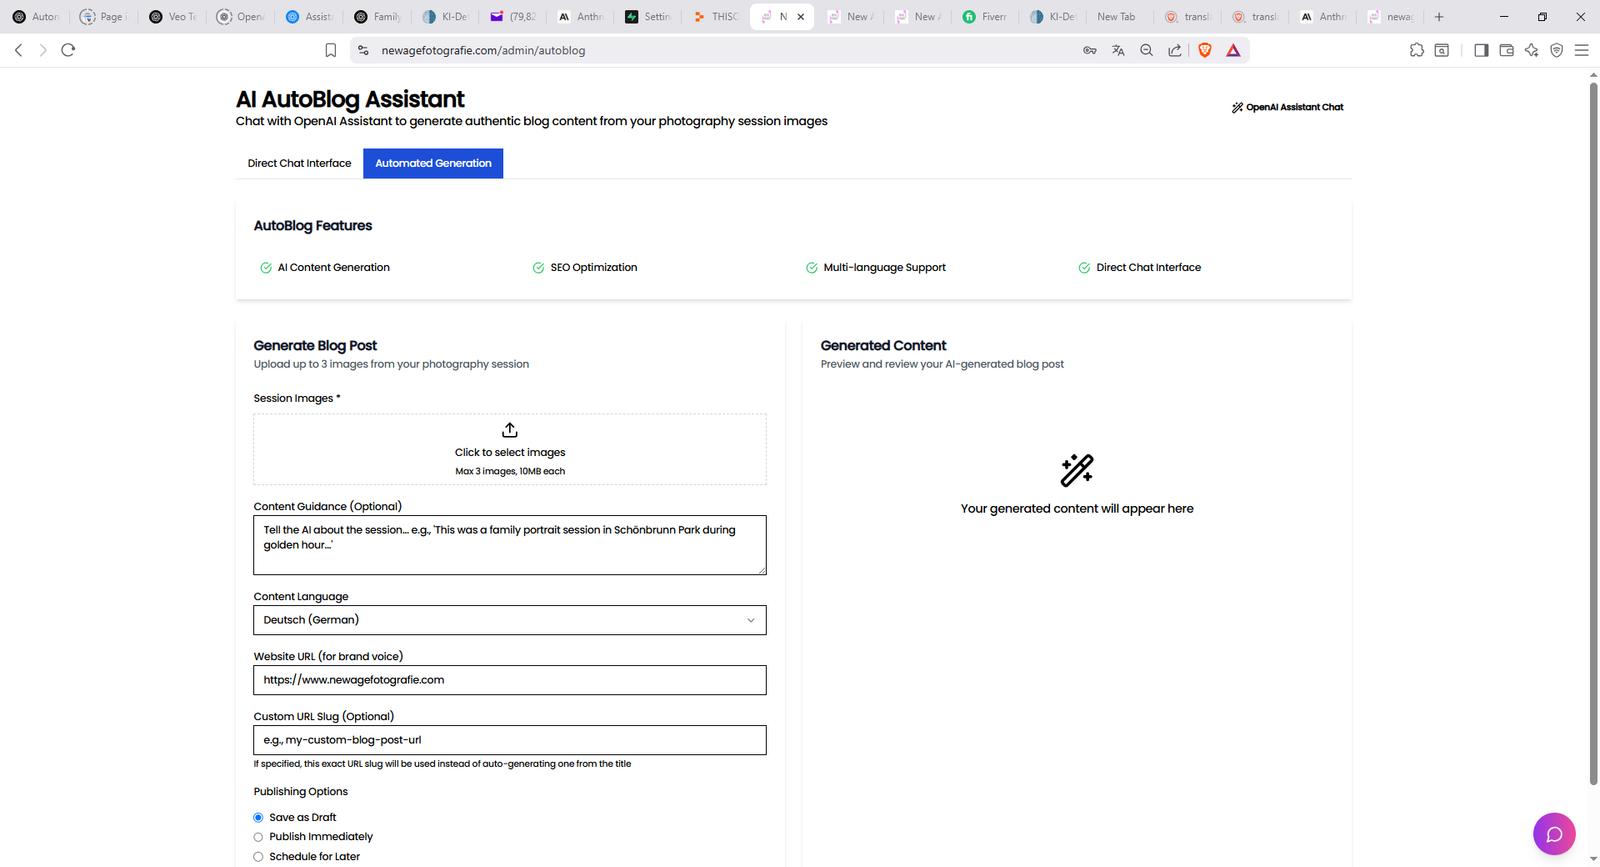 Auton
Page
Veo Te
Open
Assist
Family
KI-De
(79,82
Anthr
Settin
THISC
N
New A
New A
Fiverr
KI-De
New Tab
transl
transl
Anthr
newag
newagefotografie.com/admin/autoblog
AI AutoBlog Assistant
Chat with OpenAI Assistant to generate authentic blog content from your photography session images
OpenAI Assistant Chat
Direct Chat Interface
Automated Generation
AutoBlog Features
AI Content Generation
SEO Optimization
Multi-language Support
Direct Chat Interface
Generate Blog Post
Upload up to 3 images from your photography session
Session Images *
Click to select images
Max 3 images, 10MB each
Content Guidance (Optional)
Tell the AI about the session... e.g., 'This was a family portrait session in Schönbrunn Park during
golden hour...'
Content Language
Deutsch (German)
Website URL (for brand voice)
https://www.newagefotografie.com
Custom URL Slug (Optional)
e.g., my-custom-blog-post-url
If specified, this exact URL slug will be used instead of auto-generating one from the title
Publishing Options
Save as Draft
Publish Immediately
Schedule for Later
Generated Content
Preview and review your AI-generated blog post
Your generated content will appear here